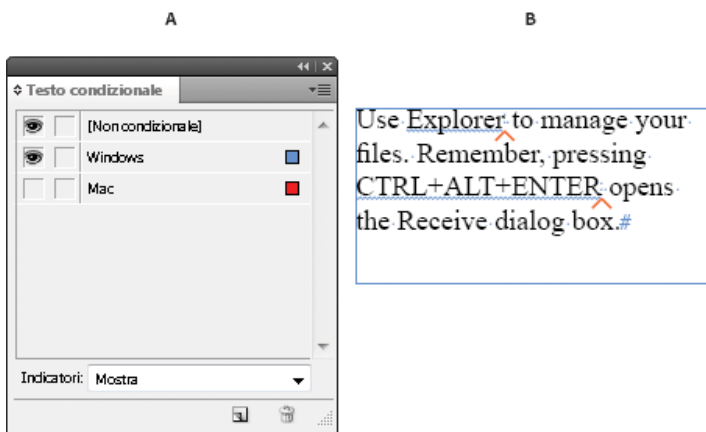 A
B
Testo condizionale
[Non condizionale]
Windows
Mac
Indicatori: Mostra
Use Explorer to manage your
files. Remember, pressing
CTRL+ALT+ENTER opens
the Receive dialog box.#